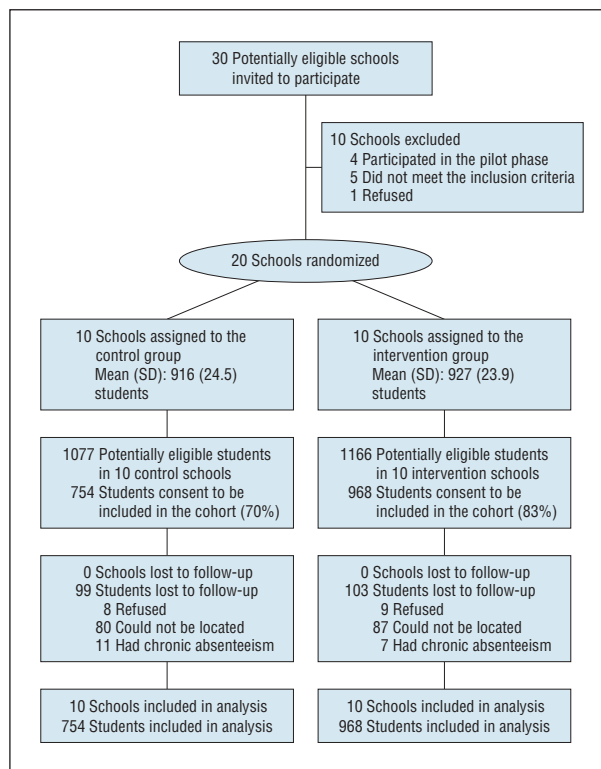 30 Potentially eligible schools
invited to participate
10 Schools excluded
4 Participated in the pilot phase
5 Did not meet the inclusion criteria
1 Refused
20 Schools randomized
10 Schools assigned to the
control group
Mean (SD): 916 (24.5)
students
10 Schools assigned to the
intervention group
Mean (SD): 927 (23.9)
students
1077 Potentially eligible students
in 10 control schools
754 Students consent to be
included in the cohort (70%)
1166 Potentially eligible students
in 10 intervention schools
968 Students consent to be
included in the cohort (83%)
0 Schools lost to follow-up
99 Students lost to follow-up
8 Refused
80 Could not be located
11 Had chronic absenteeism
0 Schools lost to follow-up
103 Students lost to follow-up
9 Refused
87 Could not be located
7 Had chronic absenteeism
10 Schools included in analysis
754 Students included in analysis
10 Schools included in analysis
968 Students included in analysis